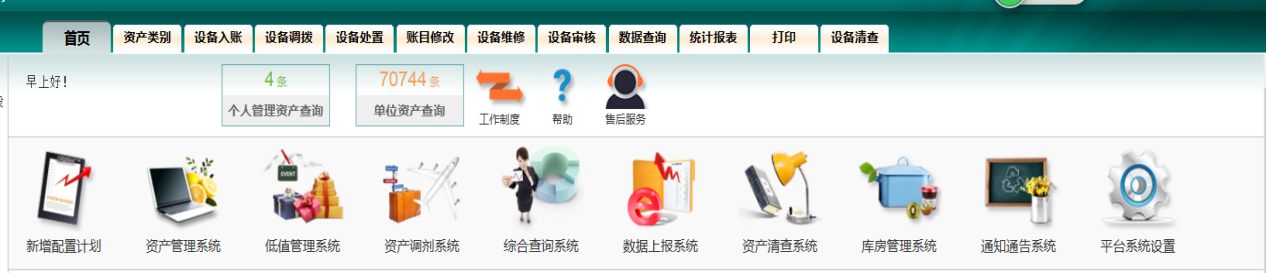 首页 资产类别 设备入账 设备调拨 设备处置 账目修改 设备维修 设备审核 数据查询 统计报表 打印 设备清查
早上好！
4 条
70744 条
个人管理资产查询
单位资产查询
工作制度
帮助
售后服务
EVENT
新增配置计划 资产管理系统 低值管理系统 资产调剂系统 综合查询系统 数据上报系统 资产清查系统 库房管理系统 通知通告系统 平台系统设置